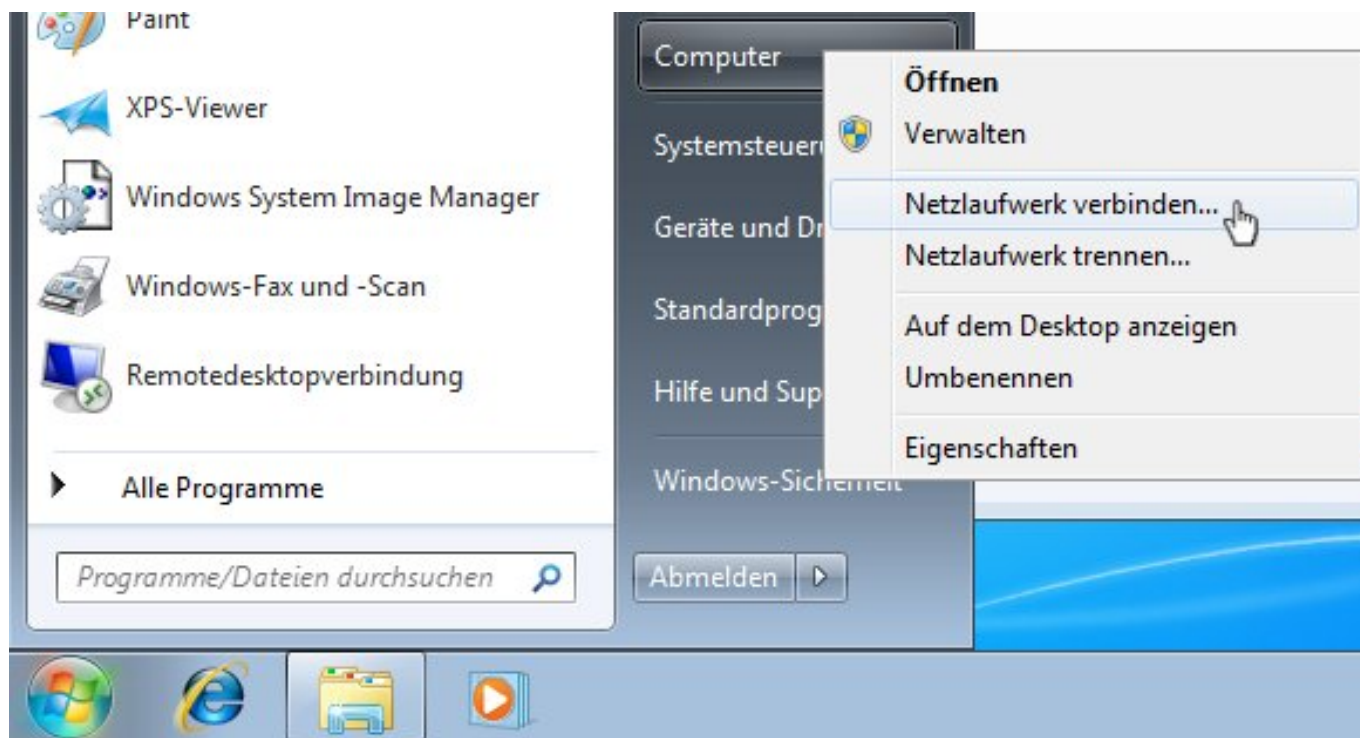 Paint
XPS-Viewer
Windows System Image Manager
Windows-Fax und -Scan
Remotedesktopverbindung
Alle Programme
Programme/Dateien durchsuchen
Computer
Systemsteuer
Geräte und Dr
Standardprog
Hilfe und Sup
Windows-Sicherheit
Abmelden
Öffnen
Verwalten
Netzlaufwerk verbinden...
Netzlaufwerk trennen...
Auf dem Desktop anzeigen
Umbenennen
Eigenschaften